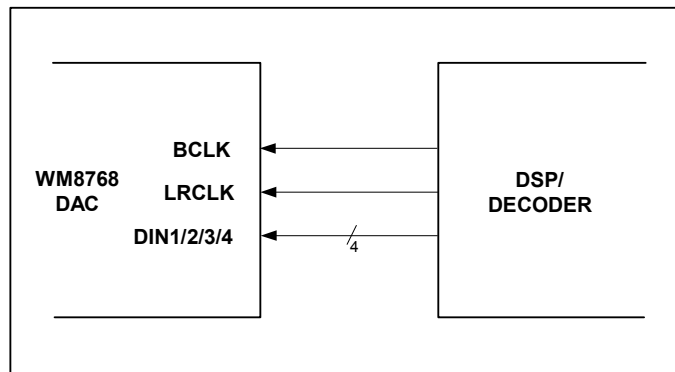 BCLK
WM8768
DAC
LRCLK
DIN1/2/3/4
4
DSP/
DECODER